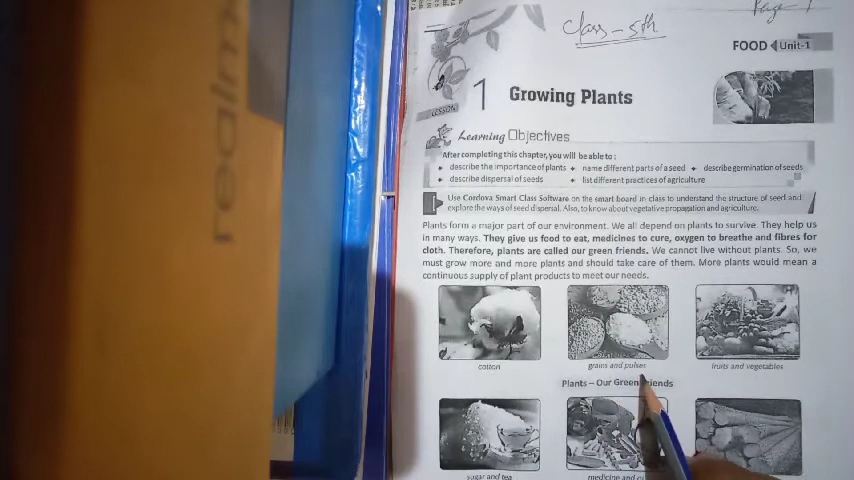 Class - 5th
Page - 1
FOOD Unit-1
LESSON
1 Growing Plants
Learning Objectives
After completing this chapter, you will be able to :
describe the importance of plants + name different parts of a seed + describe germination of seeds
describe dispersal of seeds + list different practices of agriculture
Use Cordova Smart Class Software on the smart board in class to understand the structure of seed and
explore the ways of seed dispersal. Also, to know about vegetative propagation and agriculture.
Plants form a major part of our environment. We all depend on plants to survive. They help us
in many ways. They give us food to eat, medicines to cure, oxygen to breathe and fibres for
cloth. Therefore, plants are called our green friends. We cannot live without plants. So, we
must grow more and more plants and should take care of them. More plants would mean a
continuous supply of plant products to meet our needs.
cotton
grains and pulses
fruits and vegetables
Plants – Our Green Friends
sugar and tea
medicine and
realme